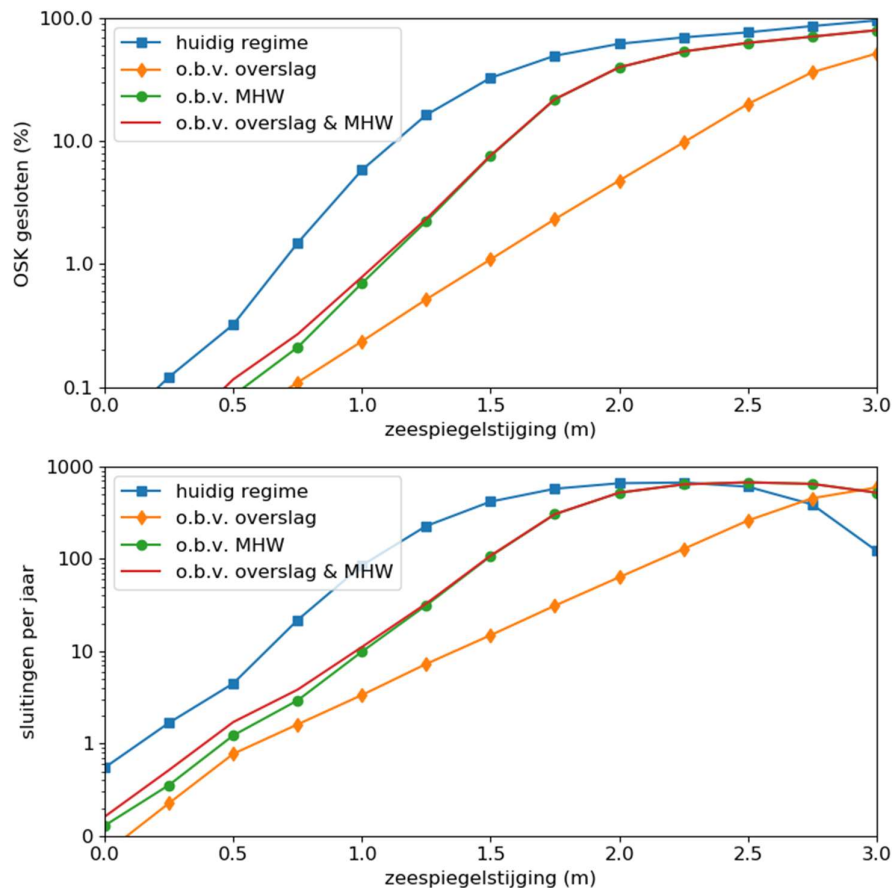 100.0
10.0
1.0
0.1
OSK gesloten (%)
huidig regime
o.b.v. overslag
o.b.v. MHW
o.b.v. overslag & MHW
0.0 0.5 1.0 1.5 2.0 2.5 3.0
zeespiegelstijging (m)
1000
100
10
1
0
sluitingen per jaar
huidig regime
o.b.v. overslag
o.b.v. MHW
o.b.v. overslag & MHW
0.0 0.5 1.0 1.5 2.0 2.5 3.0
zeespiegelstijging (m)